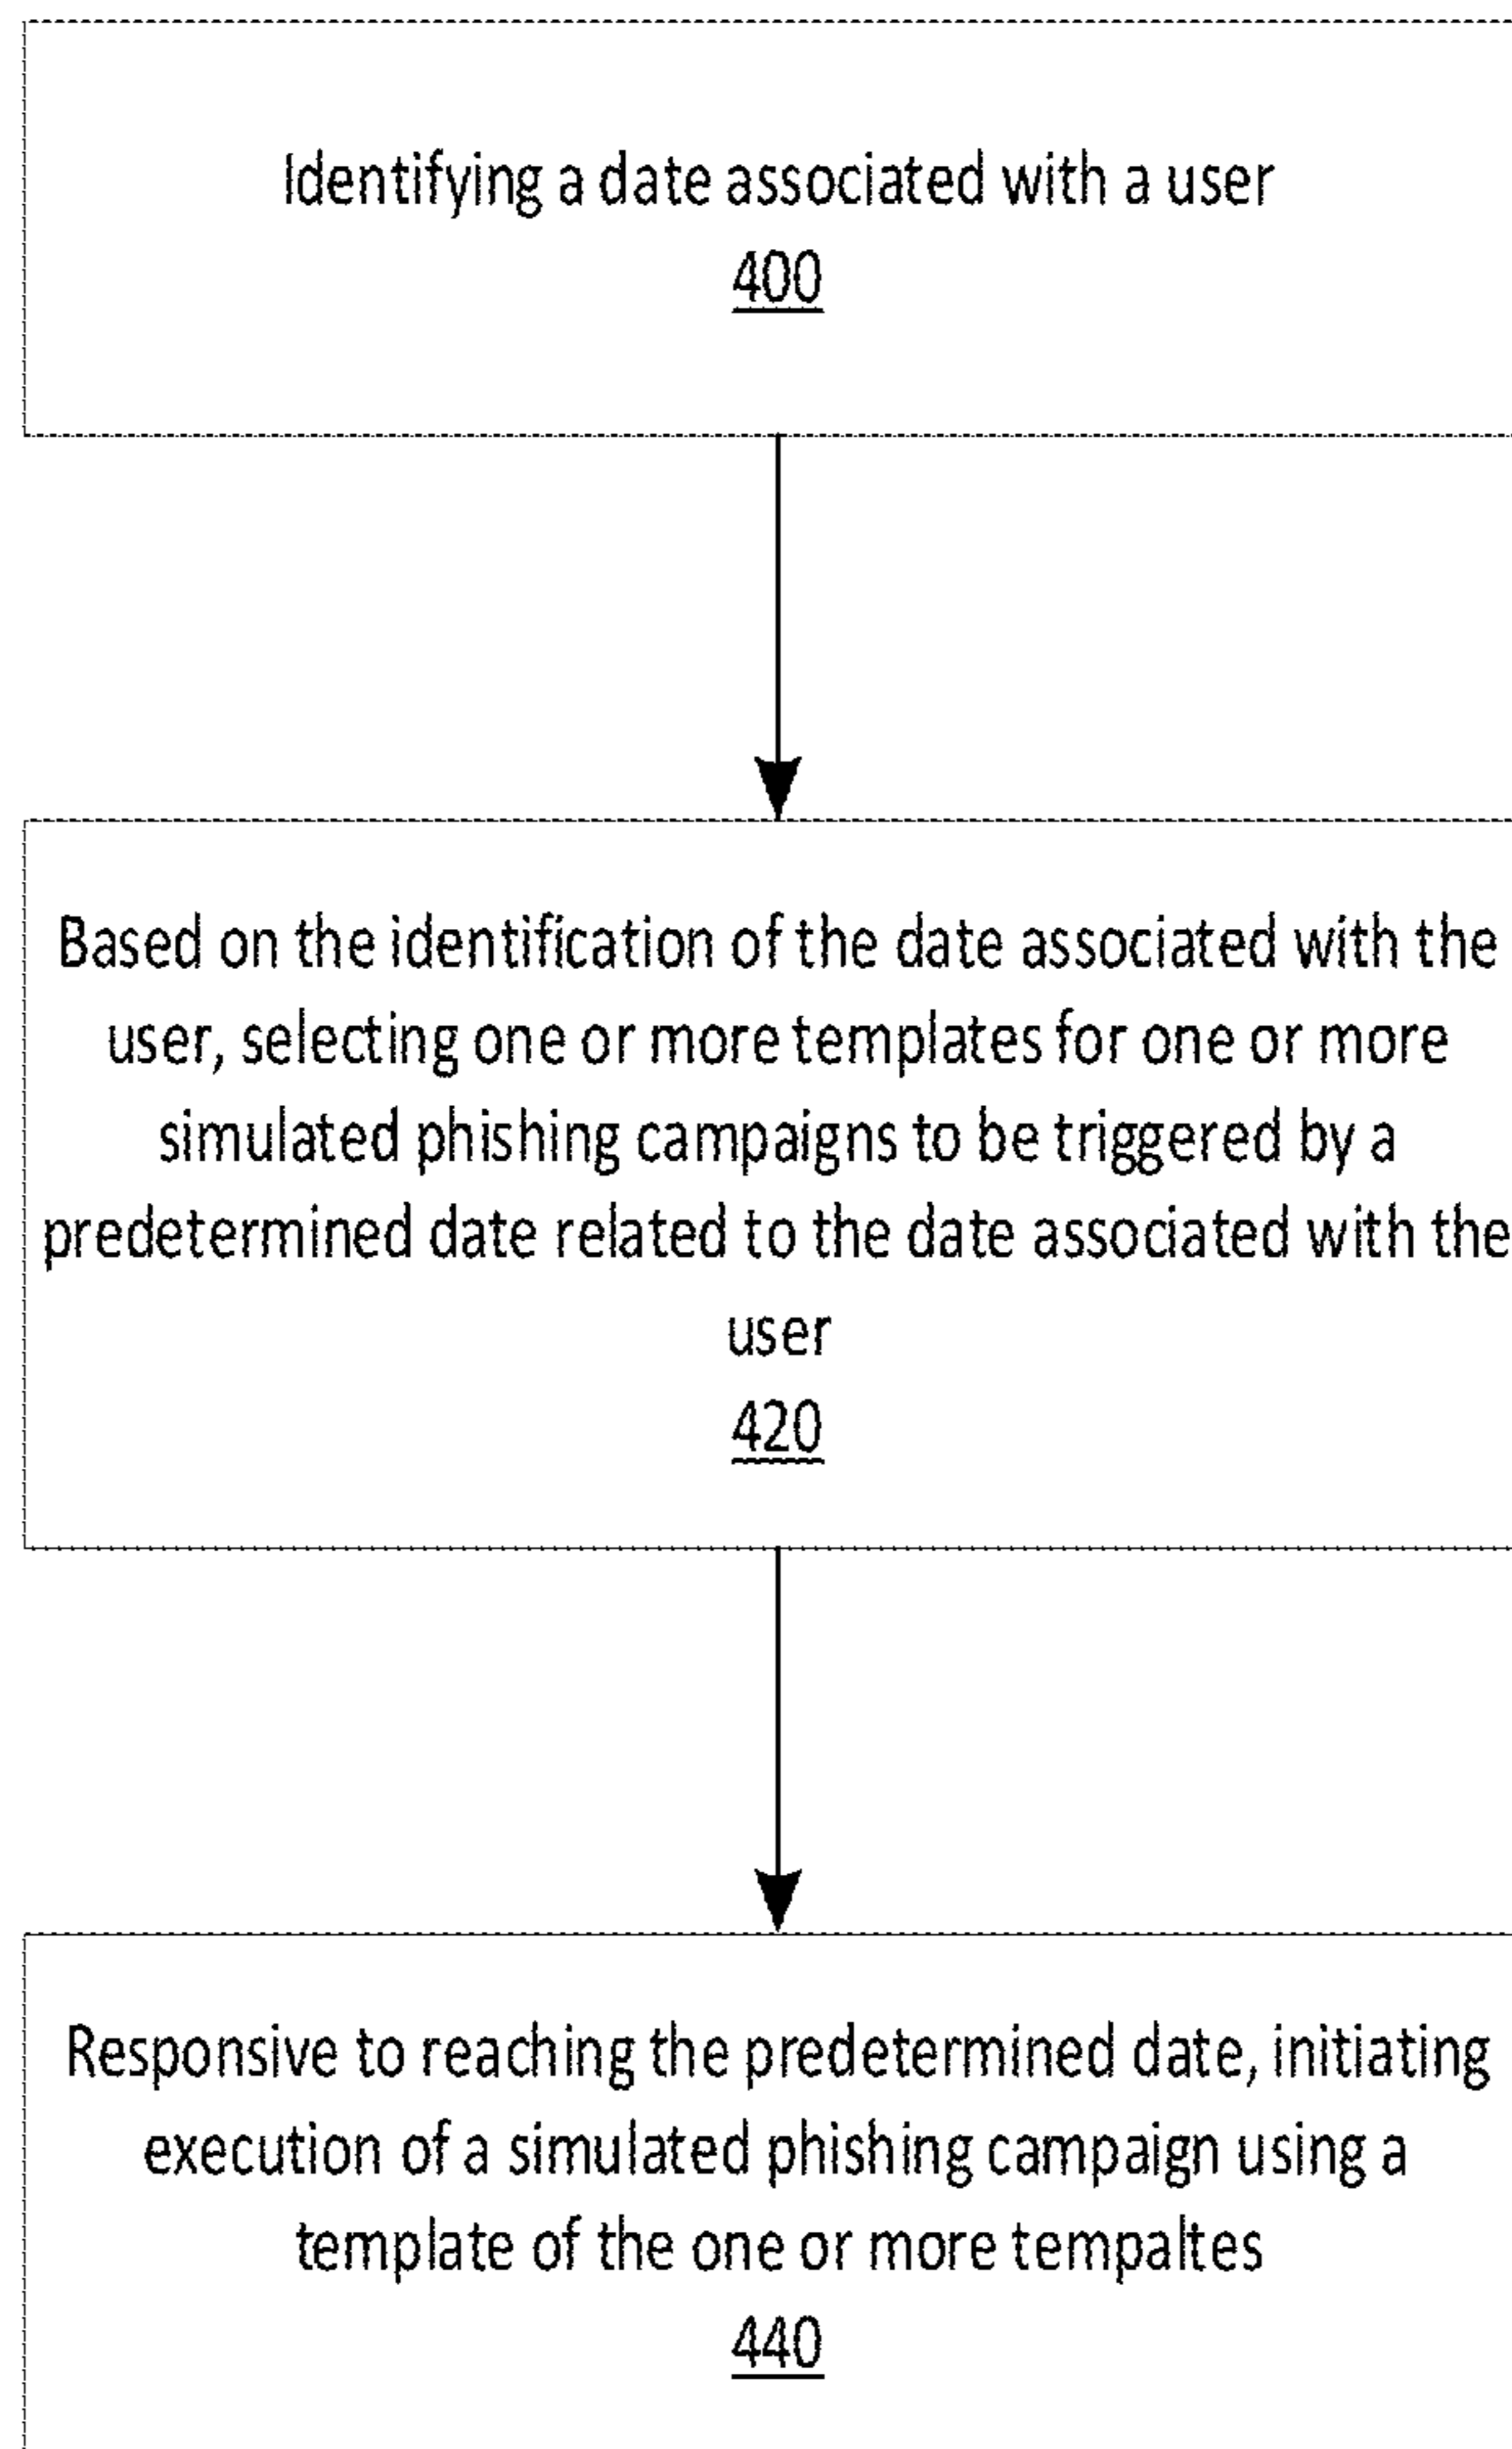 Identifying a date associated with a user
400
Based on the identification of the date associated with the
user, selecting one or more templates for one or more
simulated phishing campaigns to be triggered by a
predetermined date related to the date associated with the
user
420
Responsive to reaching the predetermined date, initiating
execution of a simulated phishing campaign using a
template of the one or more tempaltes
440